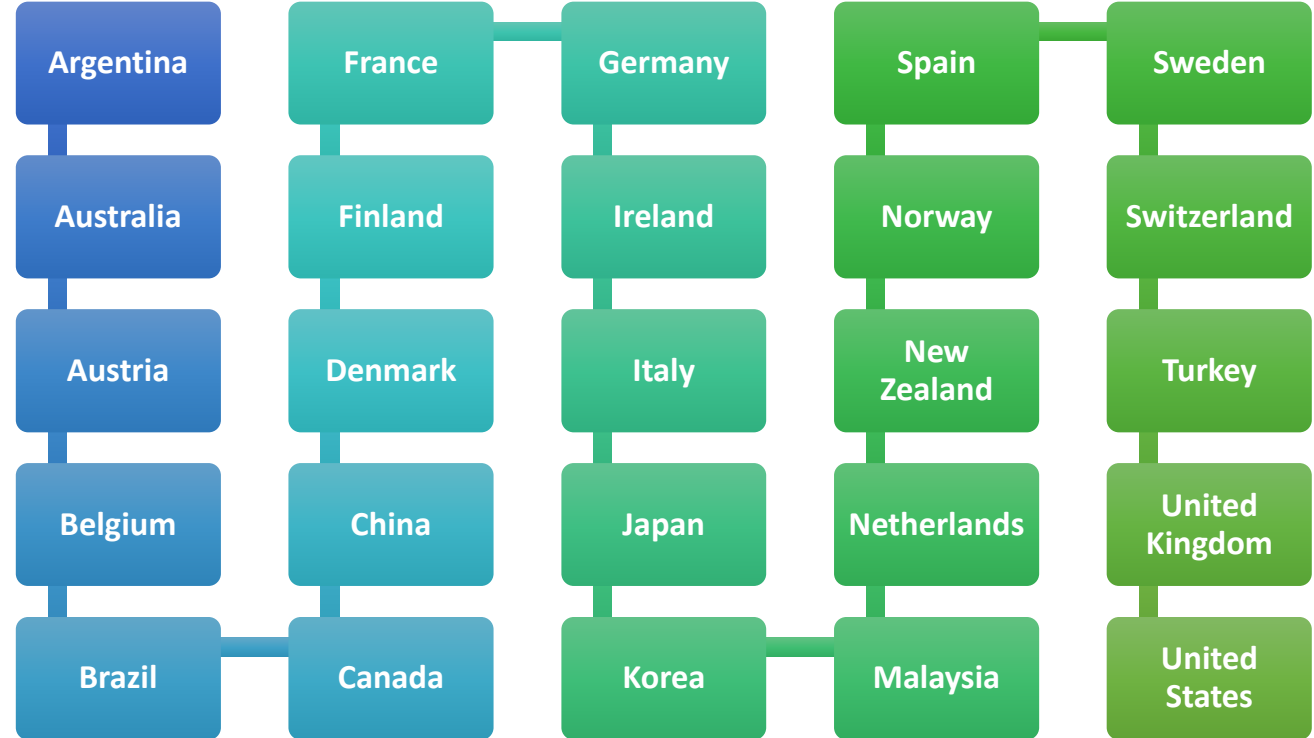 Argentina
Australia
Austria
Belgium
Brazil
Canada
China
Denmark
Finland
France
Germany
Ireland
Italy
Japan
Korea
Malaysia
Netherlands
New
Zealand
Norway
Spain
Sweden
Switzerland
Turkey
United
Kingdom
United
States